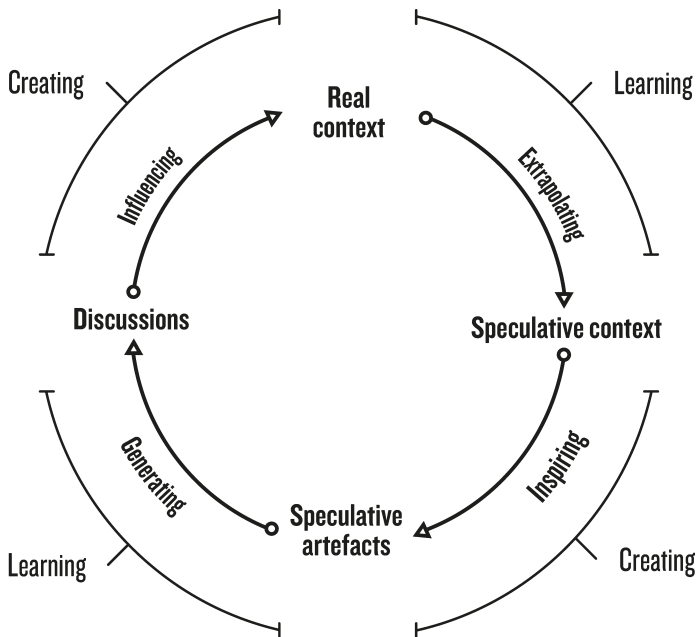 Creating
Learning
Real
context
Influencing
Extrapolating
Discussions
Speculative context
Generating
Inspiring
Speculative
artefacts
Learning
Creating